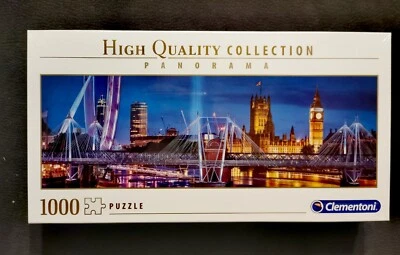 HIGH QUALITY COLLECTION
PANORAMA
1000 PUZZLE
Clementoni